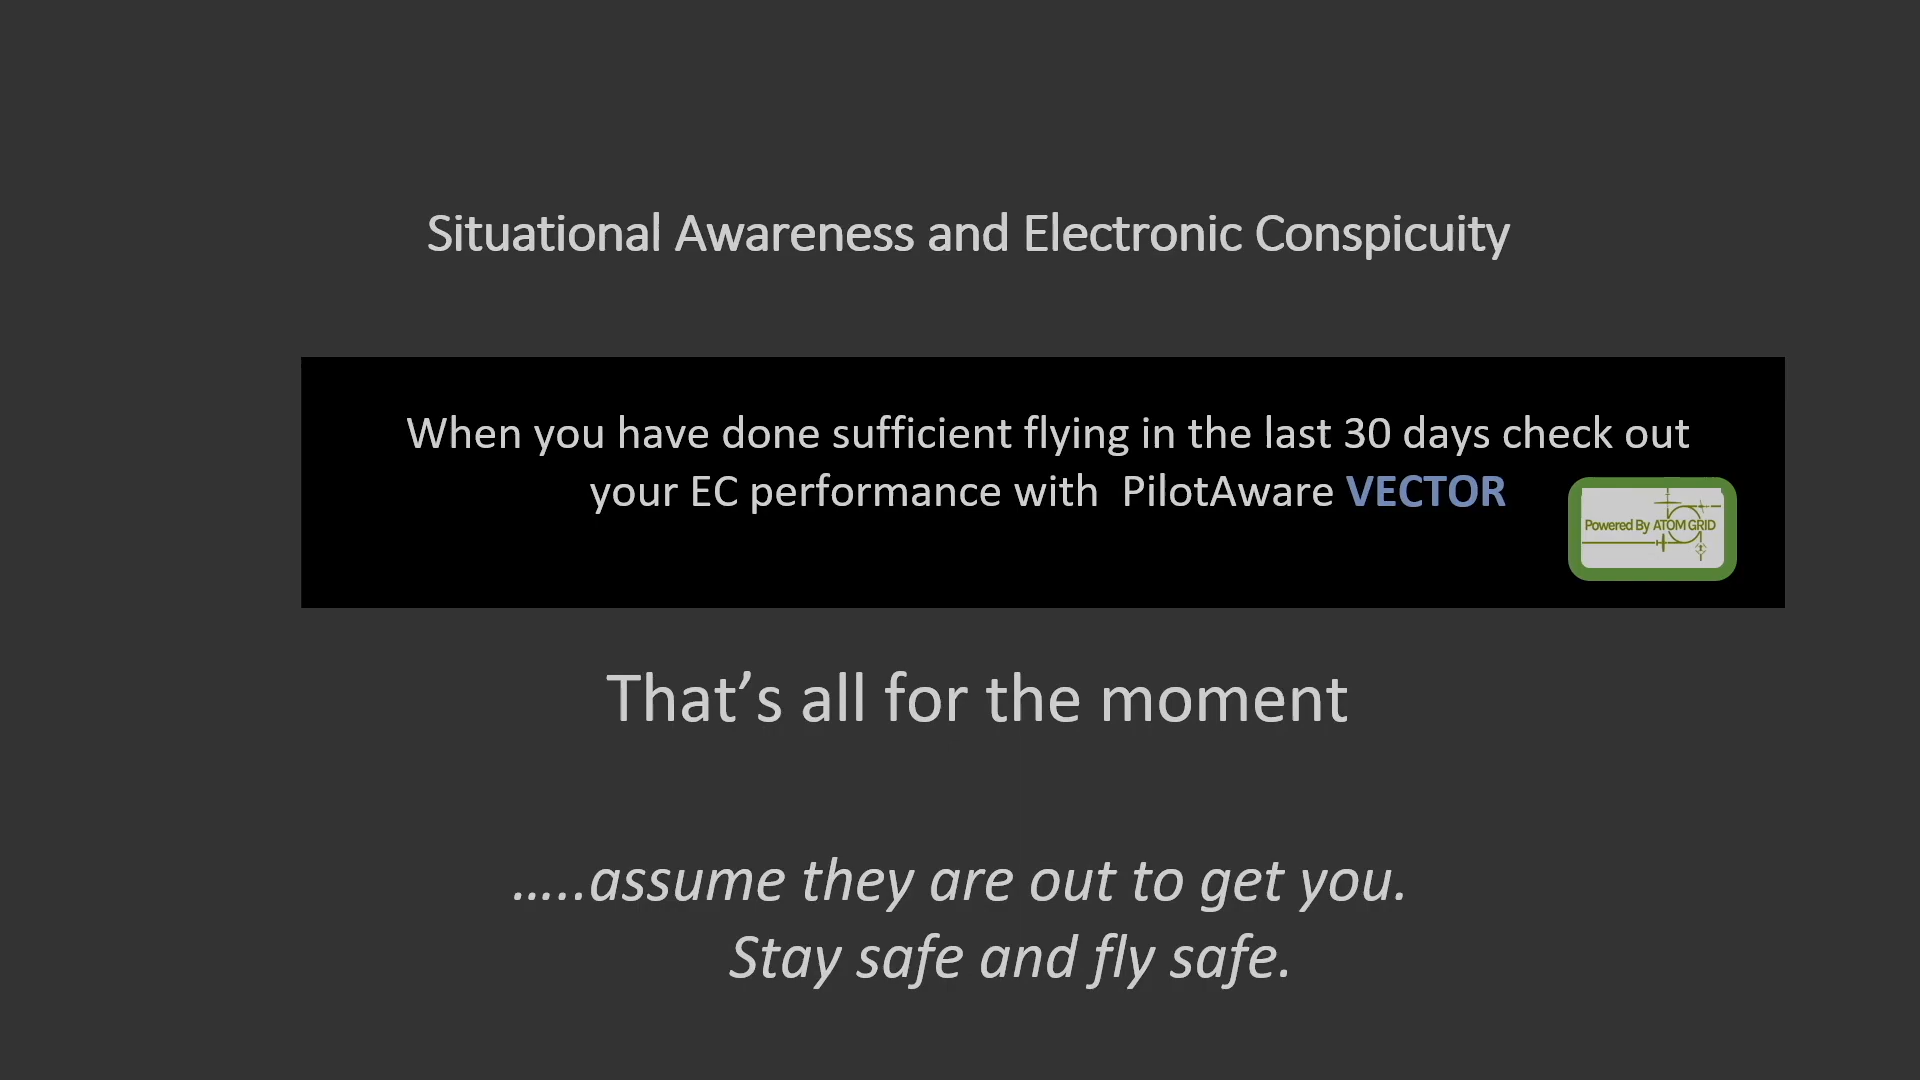 Situational Awareness and Electronic Conspicuity
When you have done sufficient flying in the last 30 days check out
your EC performance with  PilotAware VECTOR
Powered By ATOM GRID
That’s all for the moment
…..assume they are out to get you.
Stay safe and fly safe.